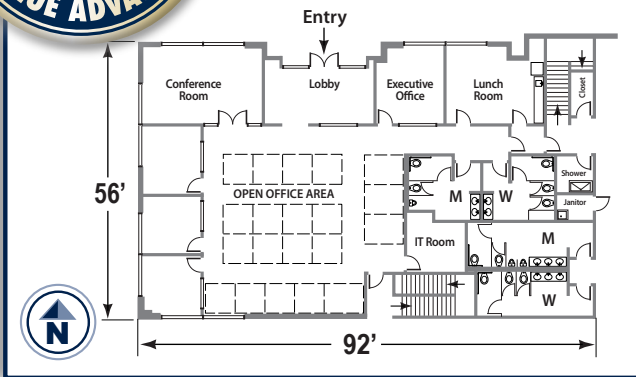 UE ADVA
Entry
Conference
Room
Lobby
Executive
Office
Lunch
Room
Closet
56'
OPEN OFFICE AREA
M
W
Shower
Janitor
IT Room
M
W
N
92'